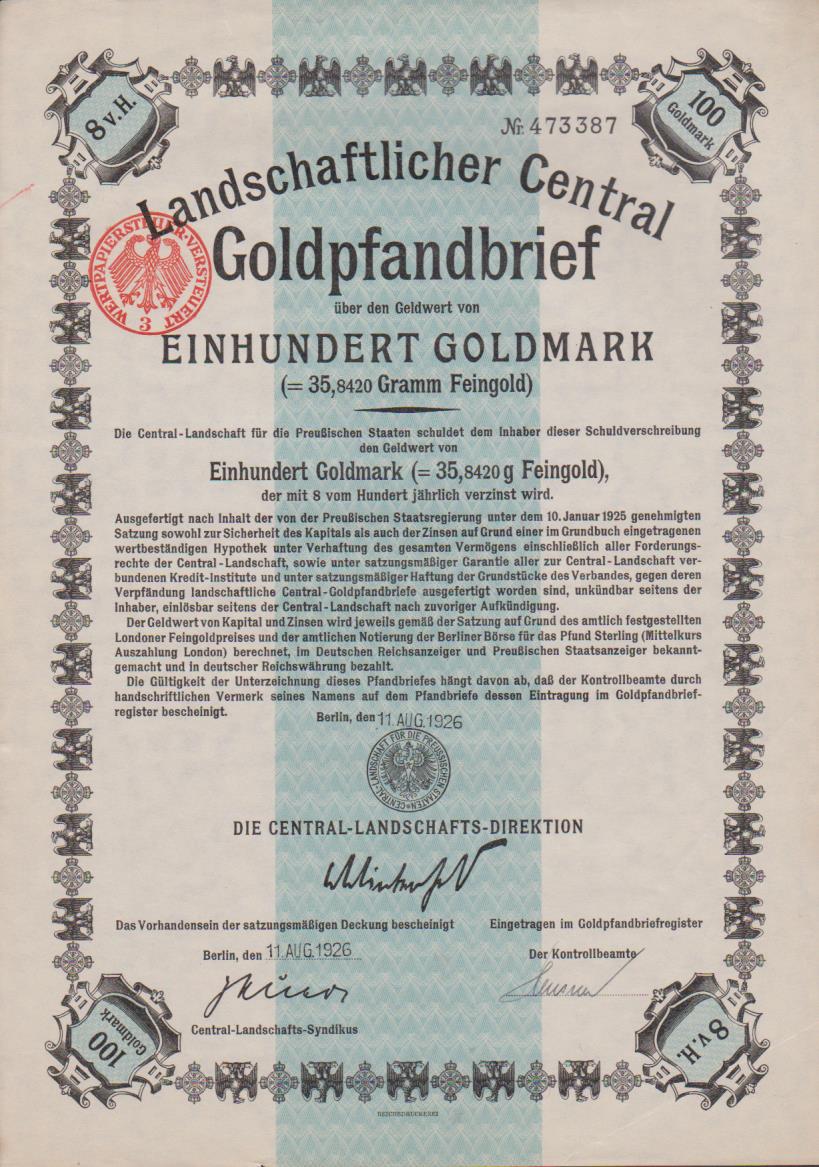 8 v.H.
100
Goldmark
Nr. 473387
Landschaftlicher Central
Goldpfandbrief
WERTPAPIERSTEUER · VERSTEUERT
3
über den Geldwert von
EINHUNDERT GOLDMARK
(= 35,8420 Gramm Feingold)
Die Central-Landschaft für die Preußischen Staaten schuldet dem Inhaber dieser Schuldverschreibung
den Geldwert von
Einhundert Goldmark (= 35,8420 g Feingold),
der mit 8 vom Hundert jährlich verzinst wird.
Ausgefertigt nach Inhalt der von der Preußischen Staatsregierung unter dem 10. Januar 1925 genehmigten
Satzung sowohl zur Sicherheit des Kapitals als auch der Zinsen auf Grund einer im Grundbuch eingetragenen
wertbeständigen Hypothek unter Verhaftung des gesamten Vermögens einschließlich aller Forderungs-
rechte der Central-Landschaft, sowie unter satzungsmäßiger Garantie aller zur Central-Landschaft ver-
bundenen Kredit-Institute und unter satzungsmäßiger Haftung der Grundstücke des Verbandes, gegen deren
Verpfändung landschaftliche Central-Goldpfandbriefe ausgefertigt worden sind, unkündbar seitens der
Inhaber, einlösbar seitens der Central-Landschaft nach zuvoriger Aufkündigung.
Der Geldwert von Kapital und Zinsen wird jeweils gemäß der Satzung auf Grund des amtlich festgestellten
Londoner Feingoldpreises und der amtlichen Notierung der Berliner Börse für das Pfund Sterling (Mittelkurs
Auszahlung London) berechnet, im Deutschen Reichsanzeiger und Preußischen Staatsanzeiger bekannt-
gemacht und in deutscher Reichswährung bezahlt.
Die Gültigkeit der Unterzeichnung dieses Pfandbriefes hängt davon ab, daß der Kontrollbeamte durch
handschriftlichen Vermerk seines Namens auf dem Pfandbriefe dessen Eintragung im Goldpfandbrief-
register bescheinigt.
Berlin, den 11. AUG. 1926
CENTRAL-LANDSCHAFT FÜR DIE PREUSSISCHEN STAATEN
DIE CENTRAL-LANDSCHAFTS-DIREKTION
Das Vorhandensein der satzungsmäßigen Deckung bescheinigt
Eingetragen im Goldpfandbriefregister
Berlin, den 11. AUG. 1926
Der Kontrollbeamte
Central-Landschafts-Syndikus
100
Goldmark
8 v.H.
REICHSDRUCKEREI